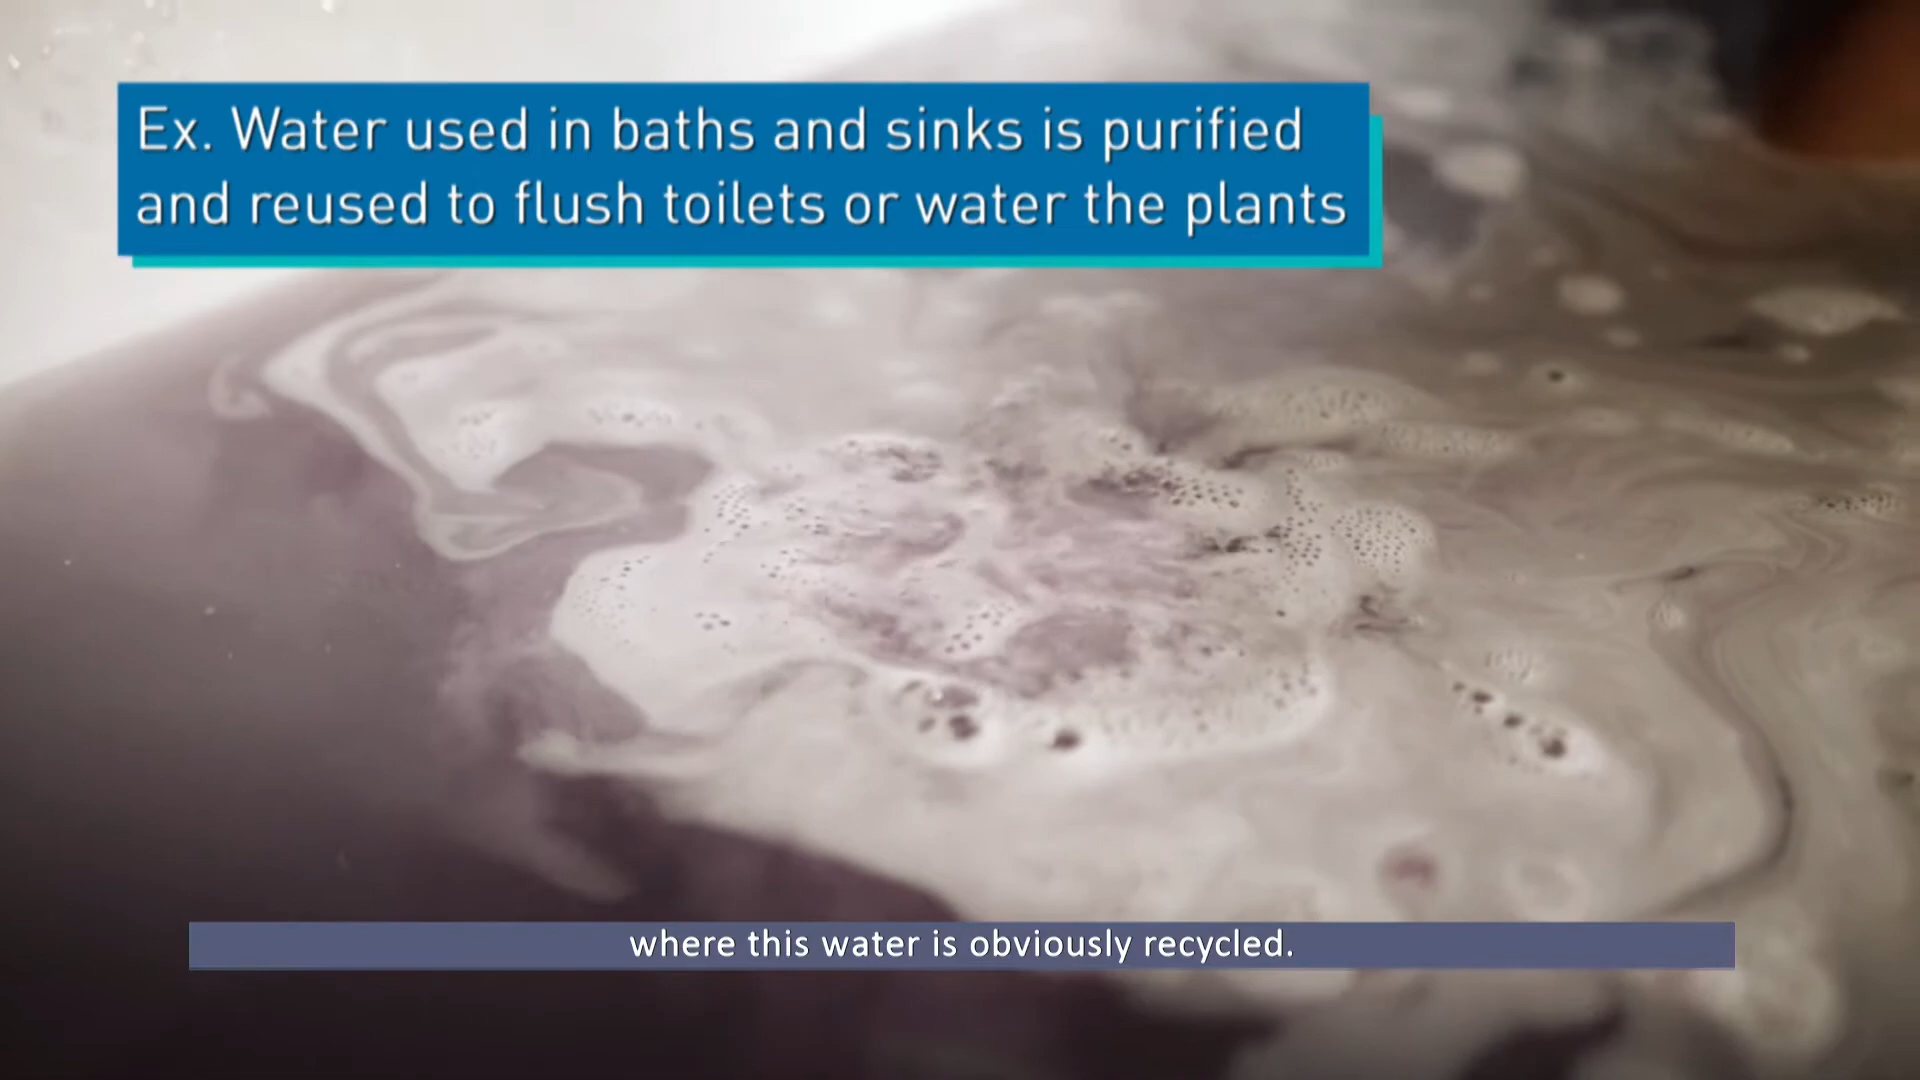 Ex. Water used in baths and sinks is purified
and reused to flush toilets or water the plants
where this water is obviously recycled.